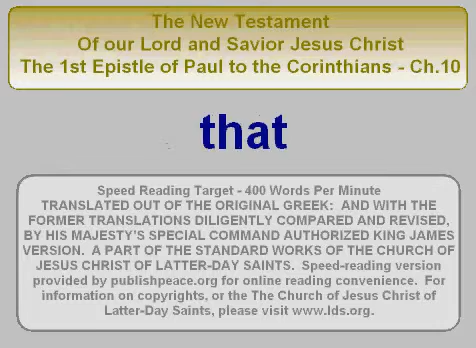 The New Testament
Of our Lord and Savior Jesus Christ
The 1st Epistle of Paul to the Corinthians - Ch.10
that
Speed Reading Target - 400 Words Per Minute
TRANSLATED OUT OF THE ORIGINAL GREEK:  AND WITH THE
FORMER TRANSLATIONS DILIGENTLY COMPARED AND REVISED,
BY HIS MAJESTY'S SPECIAL COMMAND AUTHORIZED KING JAMES
VERSION.  A PART OF THE STANDARD WORKS OF THE CHURCH OF
JESUS CHRIST OF LATTER-DAY SAINTS.  Speed-reading version
provided by publishpeace.org for online reading convenience.  For
information on copyrights, or the The Church of Jesus Christ of
Latter-Day Saints, please visit www.lds.org.